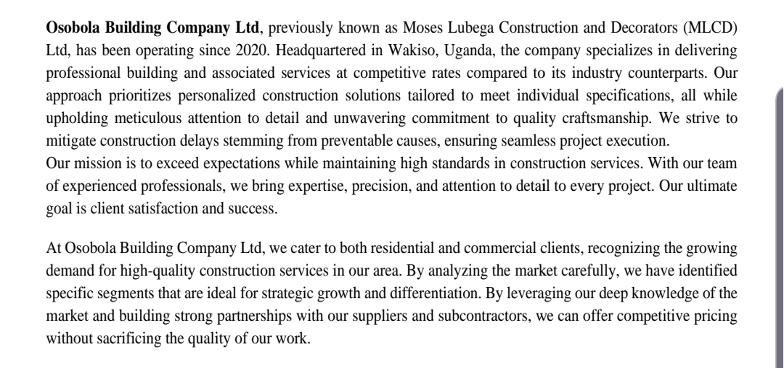 Osobola Building Company Ltd, previously known as Moses Lubega Construction and Decorators (MLCD)
Ltd, has been operating since 2020. Headquartered in Wakiso, Uganda, the company specializes in delivering
professional building and associated services at competitive rates compared to its industry counterparts. Our
approach prioritizes personalized construction solutions tailored to meet individual specifications, all while
upholding meticulous attention to detail and unwavering commitment to quality craftsmanship. We strive to
mitigate construction delays stemming from preventable causes, ensuring seamless project execution.
Our mission is to exceed expectations while maintaining high standards in construction services. With our team
of experienced professionals, we bring expertise, precision, and attention to detail to every project. Our ultimate
goal is client satisfaction and success.
At Osobola Building Company Ltd, we cater to both residential and commercial clients, recognizing the growing
demand for high-quality construction services in our area. By analyzing the market carefully, we have identified
specific segments that are ideal for strategic growth and differentiation. By leveraging our deep knowledge of the
market and building strong partnerships with our suppliers and subcontractors, we can offer competitive pricing
without sacrificing the quality of our work.